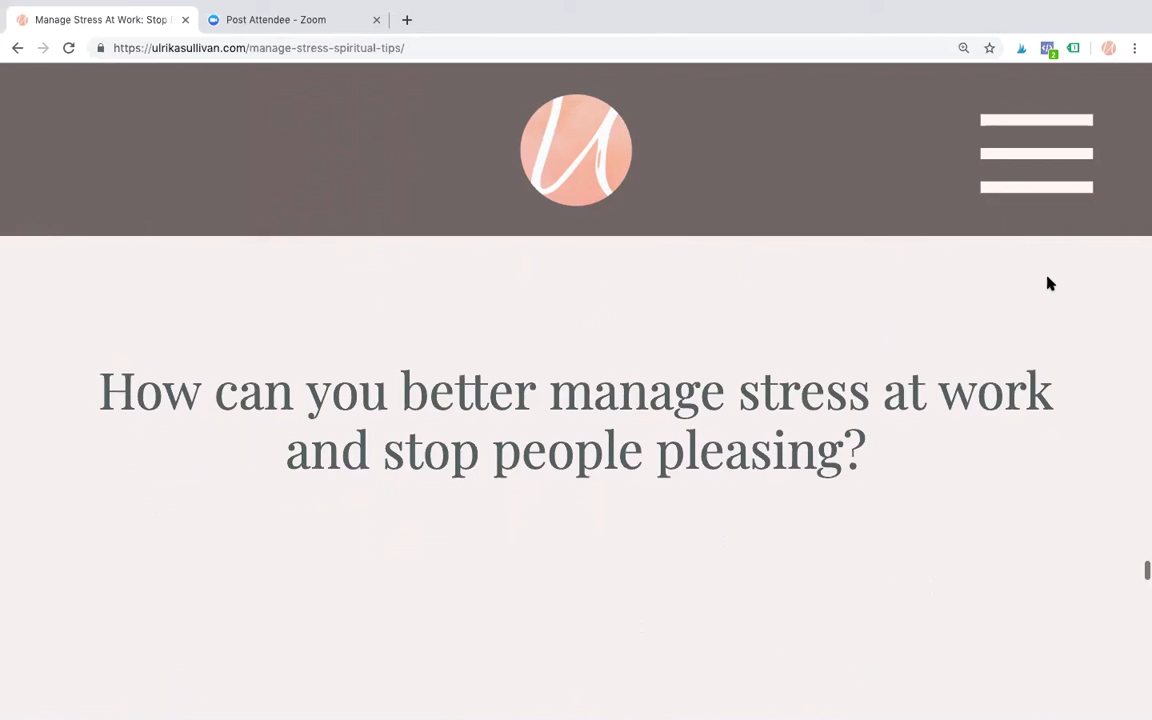 Manage Stress At Work: Stop
Post Attendee - Zoom
https://ulrikasullivan.com/manage-stress-spiritual-tips/
2
U
How can you better manage stress at work
and stop people pleasing?